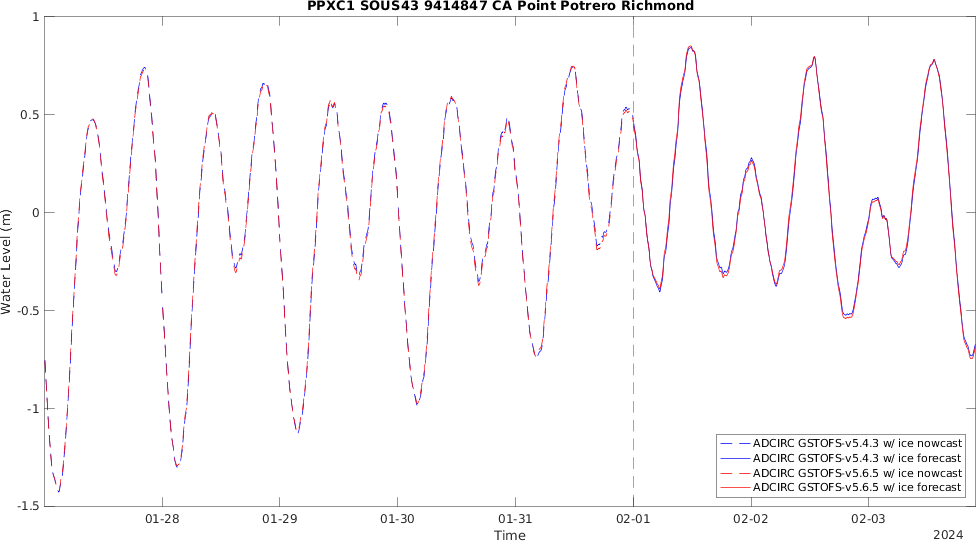 PPXC1 SOUS43 9414847 CA Point Potrero Richmond
1
0.5
0
-0.5
-1
-1.5
Water Level (m)
01-28
01-29
01-30
01-31
02-01
02-02
02-03
Time
2024
ADCIRC GSTOFS-v5.4.3 w/ ice nowcast
ADCIRC GSTOFS-v5.4.3 w/ ice forecast
ADCIRC GSTOFS-v5.6.5 w/ ice nowcast
ADCIRC GSTOFS-v5.6.5 w/ ice forecast